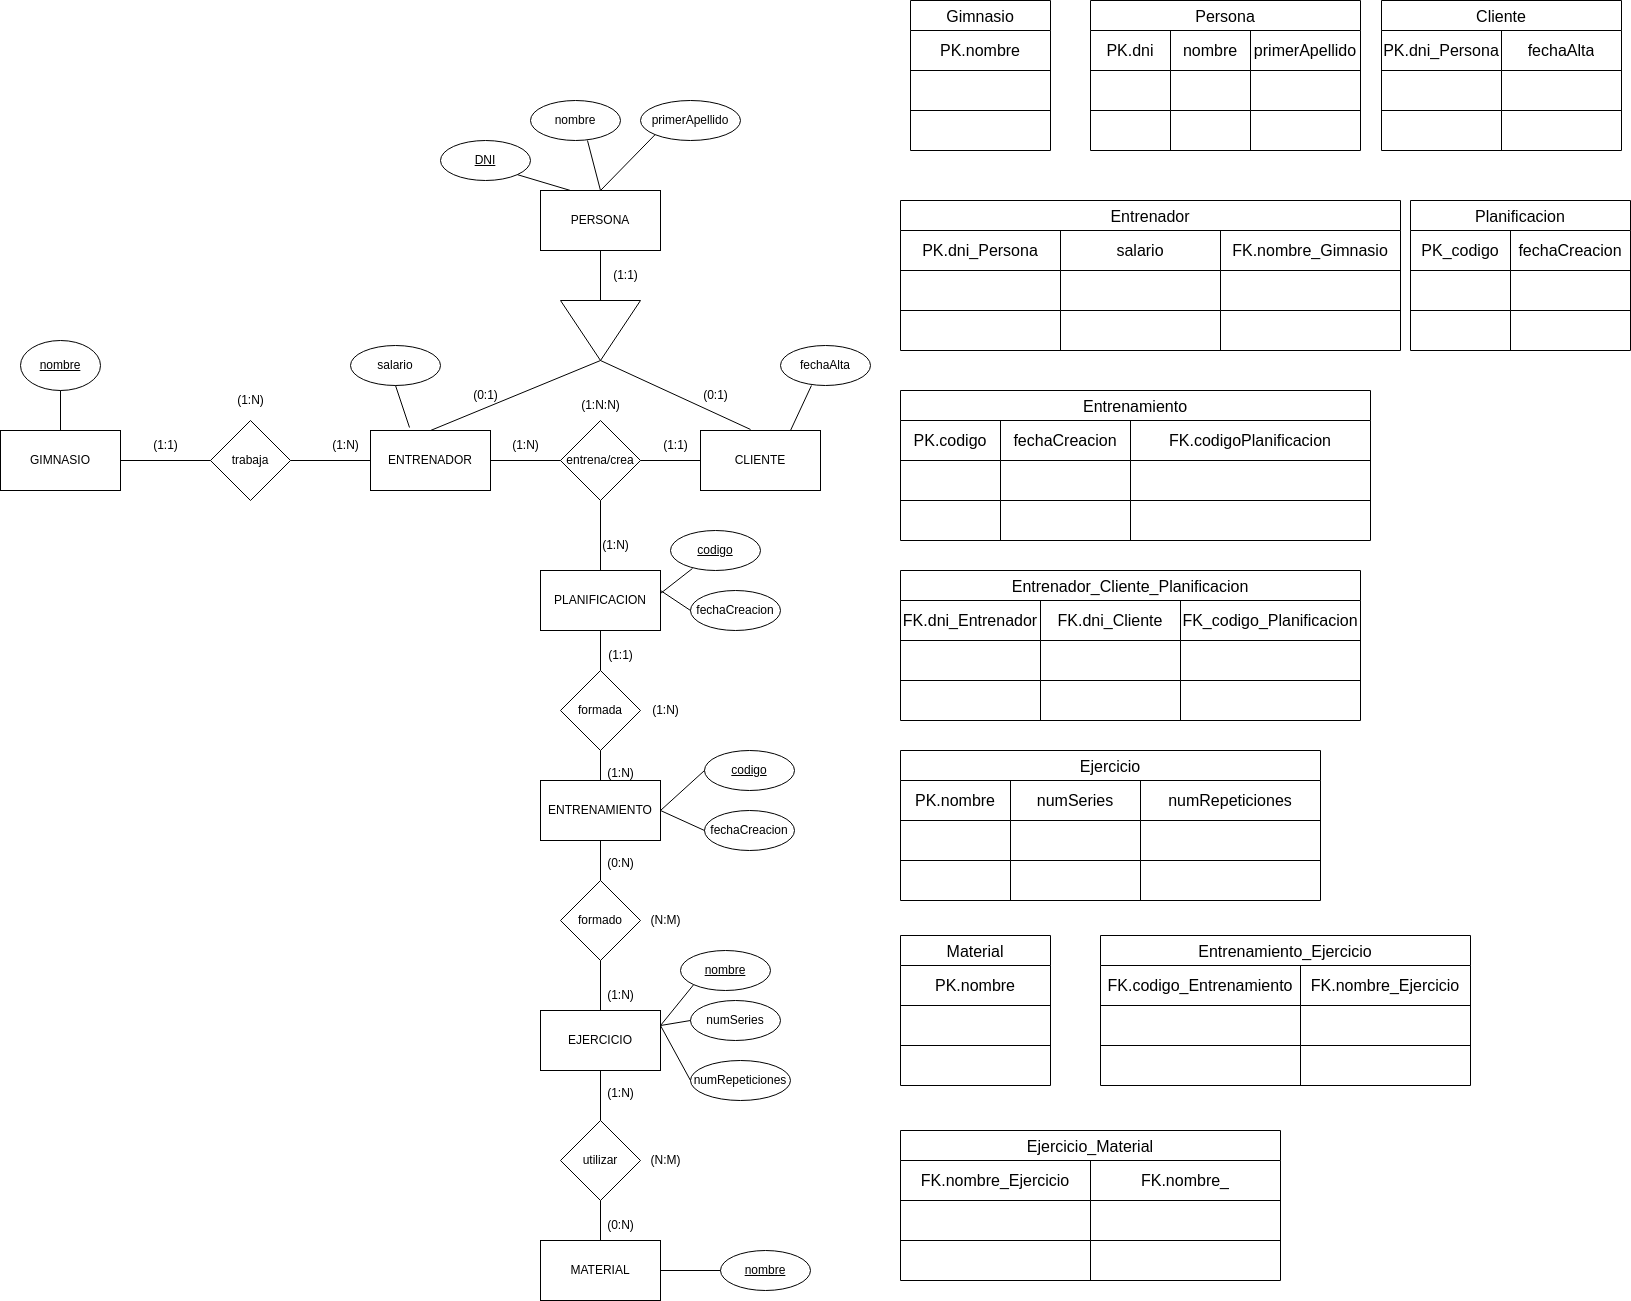 DNI
nombre
primerApellido
PERSONA
(1:1)
nombre
salario
fechaAlta
(1:N)
(0:1)
(1:N:N)
(0:1)
GIMNASIO
(1:1)
trabaja
(1:N)
ENTRENADOR
(1:N)
entrena/crea
(1:1)
CLIENTE
(1:N)
codigo
PLANIFICACION
fechaCreacion
(1:1)
formada
(1:N)
(1:N)
codigo
ENTRENAMIENTO
fechaCreacion
(0:N)
formado
(N:M)
(1:N)
nombre
numSeries
EJERCICIO
numRepeticiones
(1:N)
utilizar
(N:M)
(0:N)
MATERIAL
nombre
Gimnasio
PK.nombre
Persona
PK.dni nombre primerApellido
Cliente
PK.dni_Persona fechaAlta
Entrenador
PK.dni_Persona salario FK.nombre_Gimnasio
Planificacion
PK_codigo fechaCreacion
Entrenamiento
PK.codigo fechaCreacion FK.codigoPlanificacion
Entrenador_Cliente_Planificacion
FK.dni_Entrenador FK.dni_Cliente FK_codigo_Planificacion
Ejercicio
PK.nombre numSeries numRepeticiones
Material
PK.nombre
Entrenamiento_Ejercicio
FK.codigo_Entrenamiento FK.nombre_Ejercicio
Ejercicio_Material
FK.nombre_Ejercicio FK.nombre_